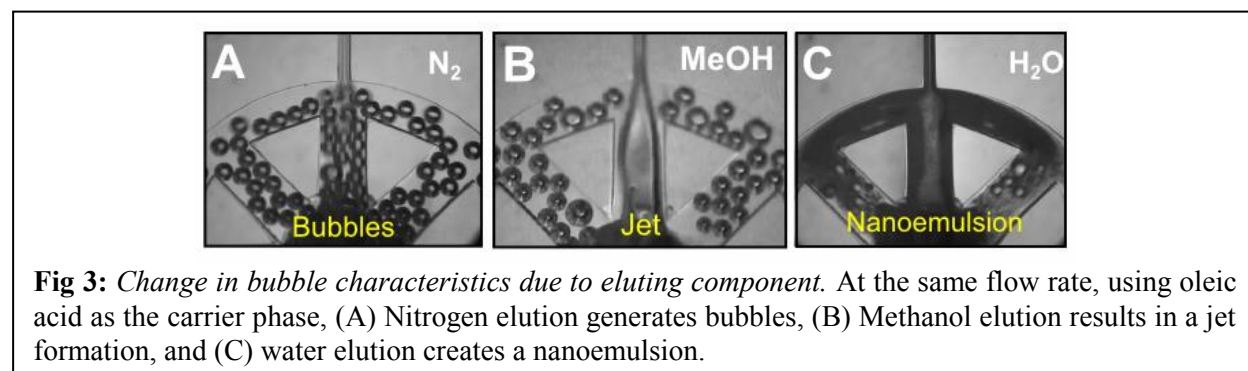 A N₂ B MeOH C H₂O
Bubbles Jet Nanoemulsion
Fig 3: Change in bubble characteristics due to eluting component. At the same flow rate, using oleic
acid as the carrier phase, (A) Nitrogen elution generates bubbles, (B) Methanol elution results in a jet
formation, and (C) water elution creates a nanoemulsion.